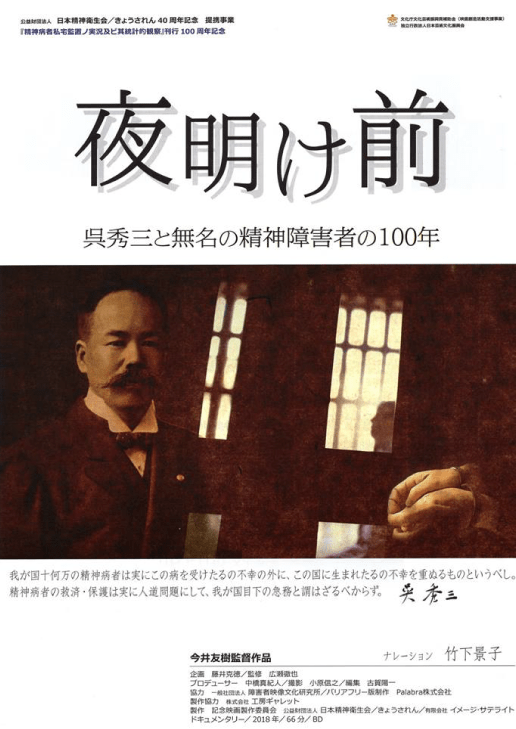 公益財団法人 日本精神衛生会／きょうされん 40 周年記念 提携事業
『精神病者私宅監置ノ実況及ビ其統計的観察』刊行 100 周年記念
文化庁文化芸術振興費補助金（映画創造活動支援事業）
独立行政法人日本芸術文化振興会
夜明け前
呉秀三と無名の精神障害者の100年
我が国十何万の精神病者は実にこの病を受けたるの不幸の外に、この国に生まれたるの不幸を重ぬるものというべし。
精神病者の救済・保護は実に人道問題にして、我が国目下の急務と謂はざるべからず。 呉秀三
今井友樹監督作品
ナレーション 竹下景子
企画 藤井克徳／監修 広瀬徹也
プロデューサー 中橋真紀人／撮影 小原信之／編集 古賀陽一
協力 一般社団法人 障害者映像文化研究所／バリアフリー版制作 Palabra株式会社
製作協力 株式会社 工房ギャレット
製作 記念映画製作委員会 公益財団法人 日本精神衛生会／きょうされん／有限会社 イメージ・サテライト
ドキュメンタリー／2018 年／66 分／BD